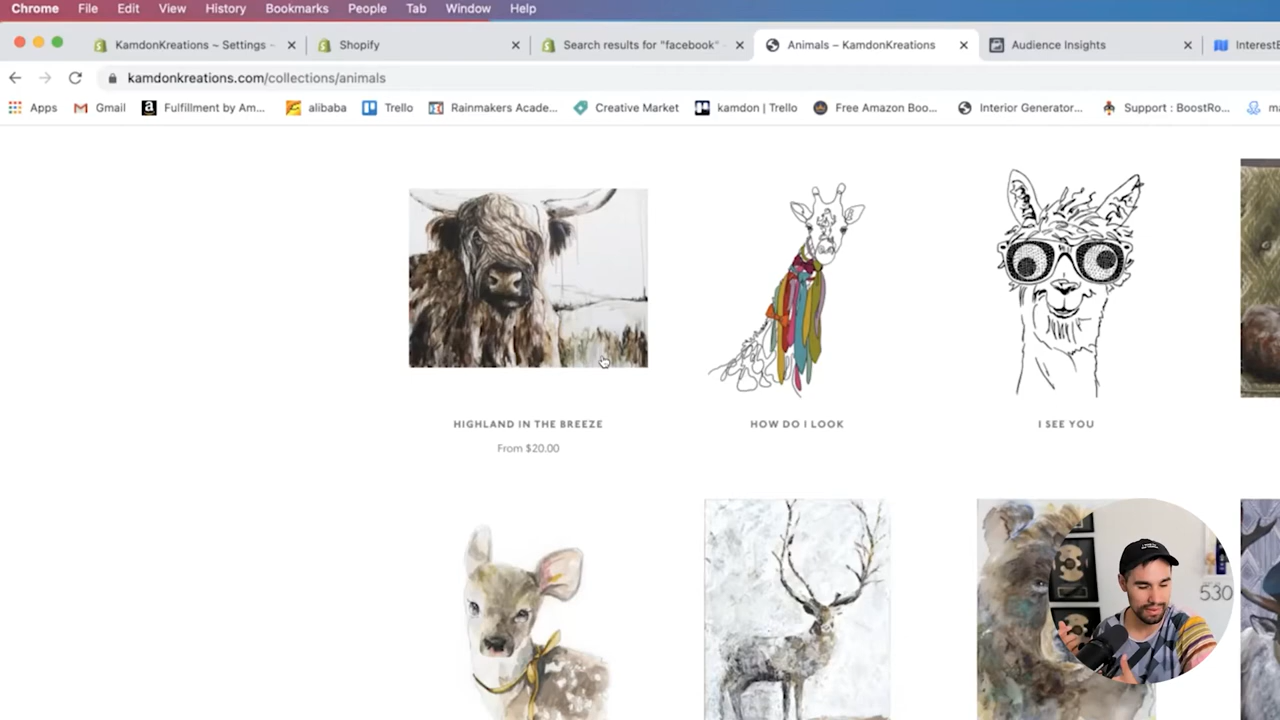 Chrome File Edit View History Bookmarks People Tab Window Help
KamdonKreations ~ Settings - Shopify Search results for "facebook" - Animals – KamdonKreations Audience Insights
kamdonkreations.com/collections/animals
Apps Gmail Fulfillment by Am... alibaba Trello Rainmakers Acade... Creative Market kamdon | Trello Free Amazon Boo... Interior Generator... Support : BoostRo...
HIGHLAND IN THE BREEZE HOW DO I LOOK I SEE YOU
From $20.00
530